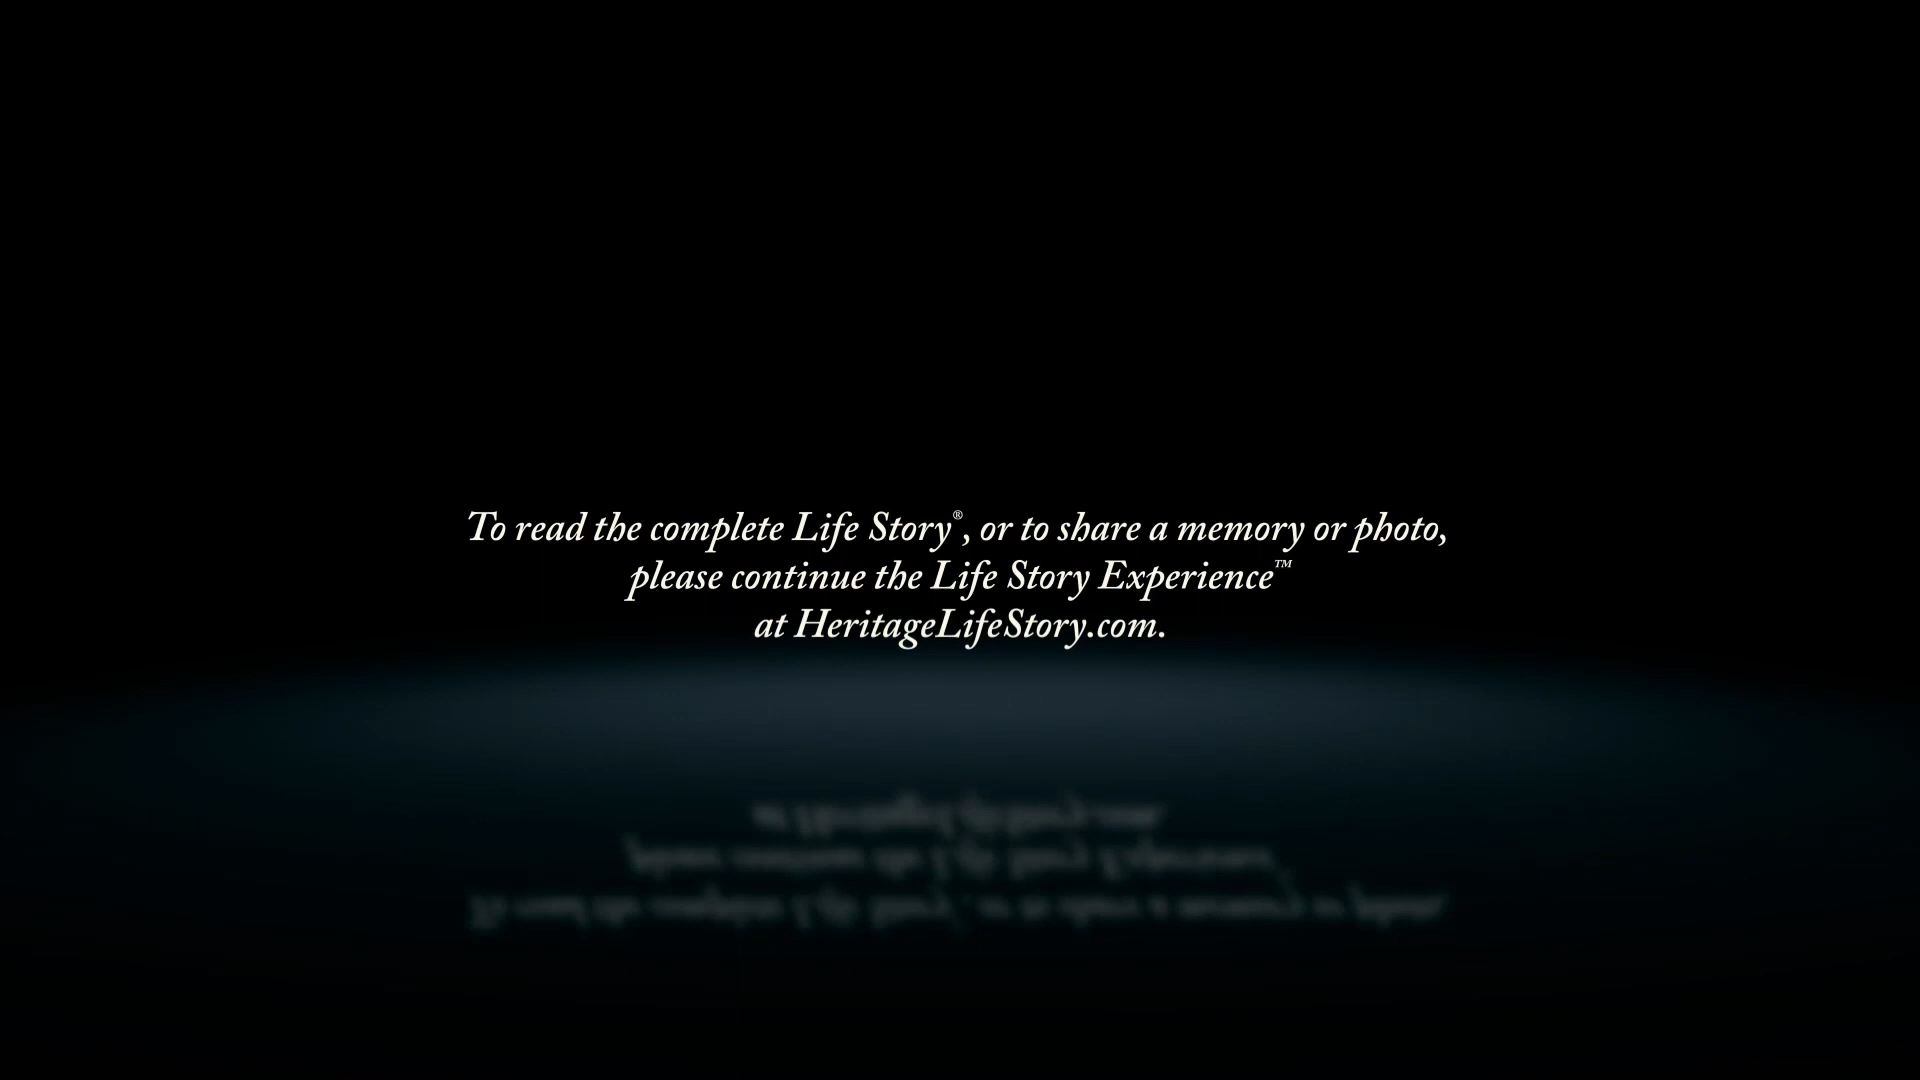 To read the complete Life Story®, or to share a memory or photo,
please continue the Life Story Experience™
at HeritageLifeStory.com.